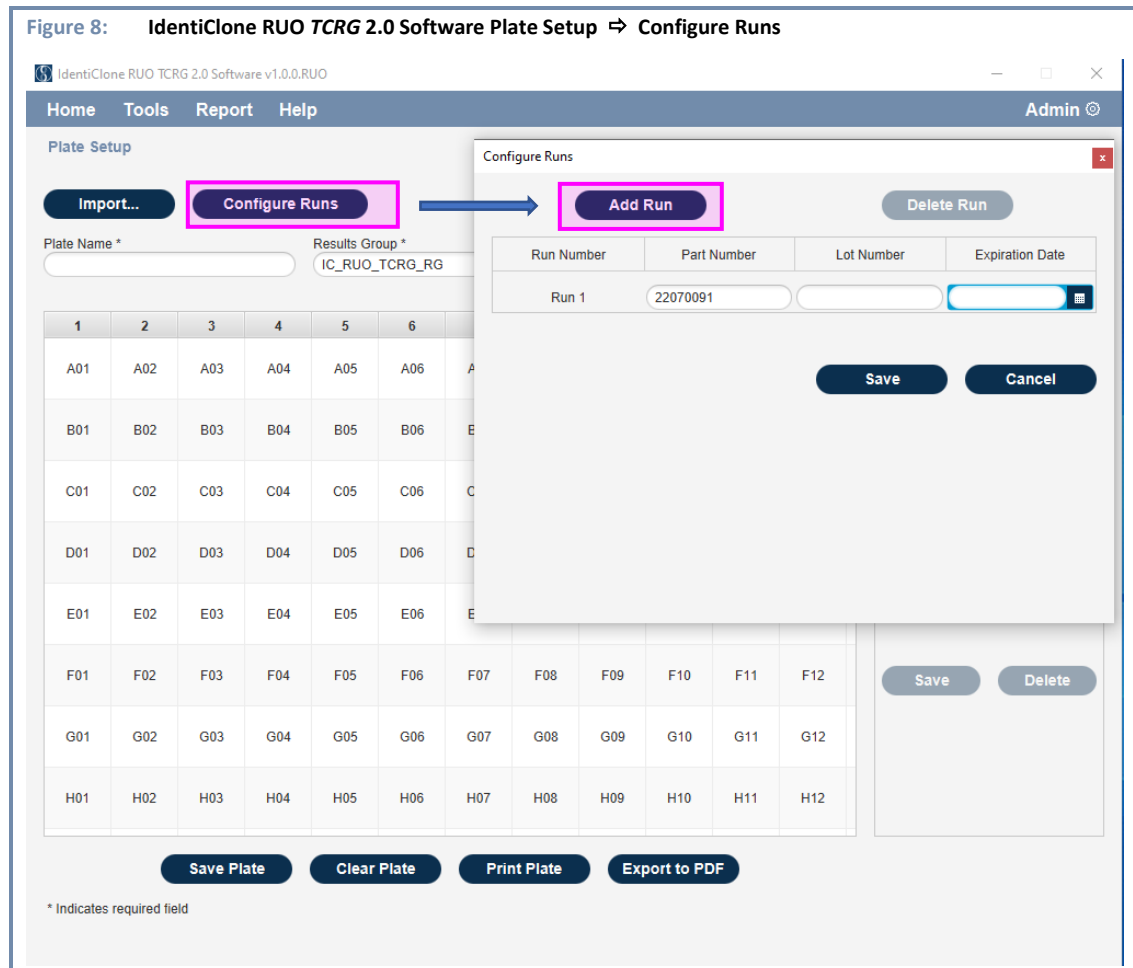 Figure 8: IdentiClone RUO TCRG 2.0 Software Plate Setup ⇨ Configure Runs
IdentiClone RUO TCRG 2.0 Software v1.0.0.RUO
Home Tools Report Help Admin
Plate Setup
Import... Configure Runs
Plate Name * Results Group *
IC_RUO_TCRG_RG
Configure Runs x
Add Run Delete Run
Run Number Part Number Lot Number Expiration Date
Run 1 22070091
Save Cancel
1 2 3 4 5 6
A01 A02 A03 A04 A05 A06 A
B01 B02 B03 B04 B05 B06
C01 C02 C03 C04 C05 C06
D01 D02 D03 D04 D05 D06
E01 E02 E03 E04 E05 E06
F01 F02 F03 F04 F05 F06 F07 F08 F09 F10 F11 F12
Save Delete
G01 G02 G03 G04 G05 G06 G07 G08 G09 G10 G11 G12
H01 H02 H03 H04 H05 H06 H07 H08 H09 H10 H11 H12
Save Plate Clear Plate Print Plate Export to PDF
* Indicates required field